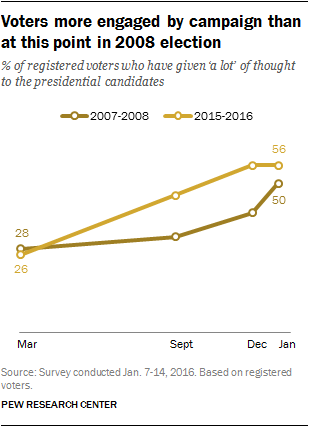 Voters more engaged by campaign than
at this point in 2008 election
% of registered voters who have given ‘a lot’ of thought
to the presidential candidates
2007-2008 2015-2016
56
50
28
26
Mar Sept Dec Jan
Source: Survey conducted Jan. 7-14, 2016. Based on registered
voters.
PEW RESEARCH CENTER